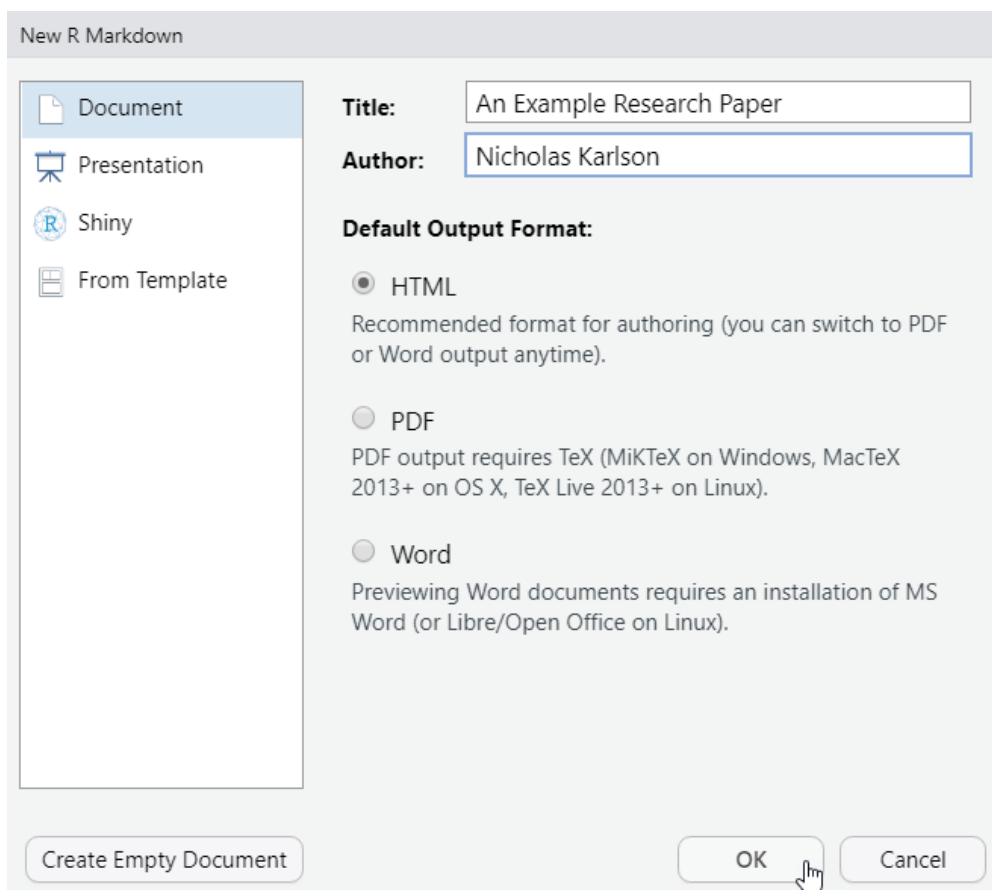 New R Markdown
Document
Presentation
R Shiny
From Template
Title: An Example Research Paper
Author: Nicholas Karlson
Default Output Format:
HTML
Recommended format for authoring (you can switch to PDF
or Word output anytime).
PDF
PDF output requires TeX (MiKTeX on Windows, MacTeX
2013+ on OS X, TeX Live 2013+ on Linux).
Word
Previewing Word documents requires an installation of MS
Word (or Libre/Open Office on Linux).
Create Empty Document
OK
Cancel